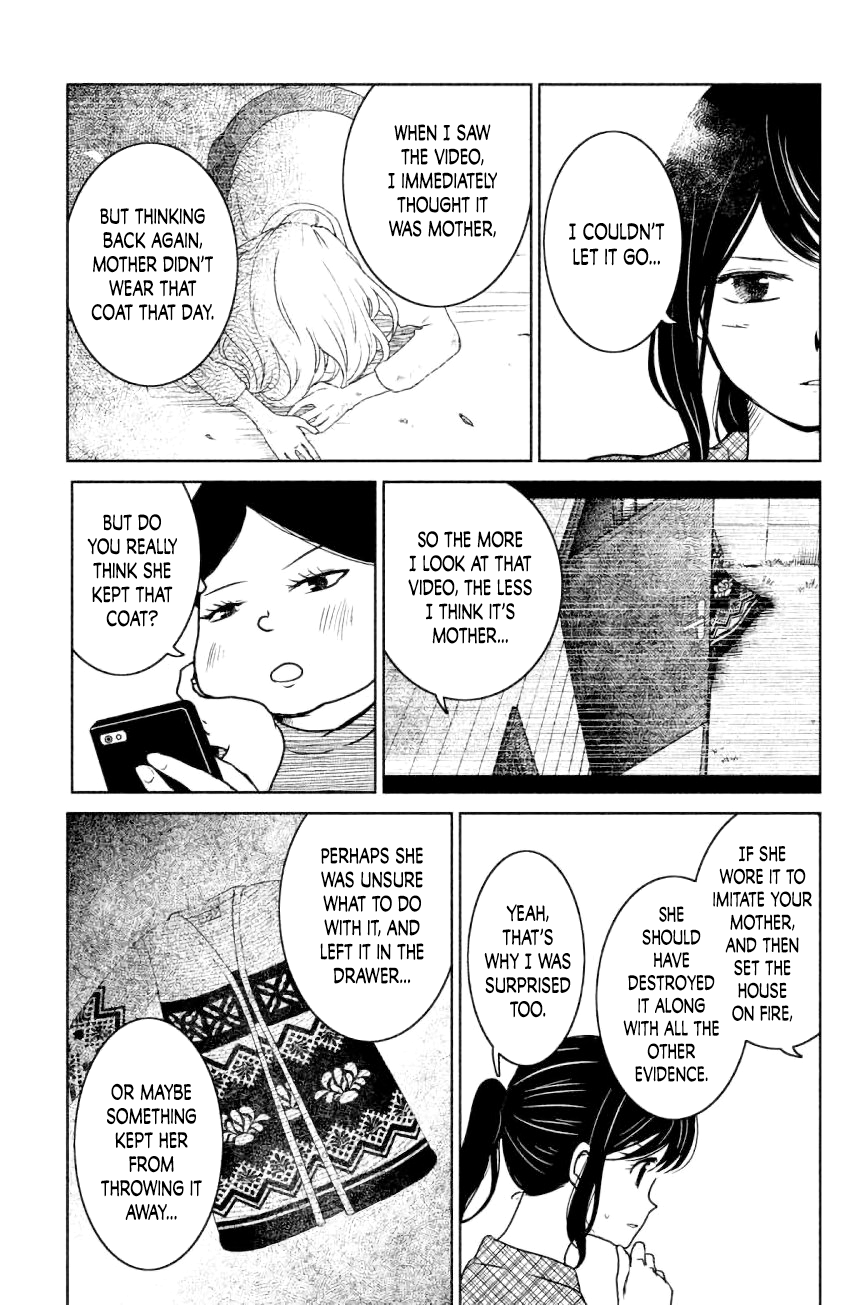 I COULDN'T
LET IT GO...
WHEN I SAW
THE VIDEO,
I IMMEDIATELY
THOUGHT IT
WAS MOTHER,
BUT THINKING
BACK AGAIN,
MOTHER DIDN'T
WEAR THAT
COAT THAT DAY.
SO THE MORE
I LOOK AT THAT
VIDEO, THE LESS
I THINK IT'S
MOTHER...
BUT DO
YOU REALLY
THINK SHE
KEPT THAT
COAT?
IF SHE
WORE IT TO
IMITATE YOUR
MOTHER,
AND THEN
SET THE
HOUSE
ON FIRE,
SHE
SHOULD
HAVE
DESTROYED
IT ALONG
WITH ALL THE
OTHER
EVIDENCE.
YEAH,
THAT'S
WHY I WAS
SURPRISED
TOO.
PERHAPS SHE
WAS UNSURE
WHAT TO DO
WITH IT, AND
LEFT IT IN THE
DRAWER...
OR MAYBE
SOMETHING
KEPT HER
FROM
THROWING IT
AWAY...